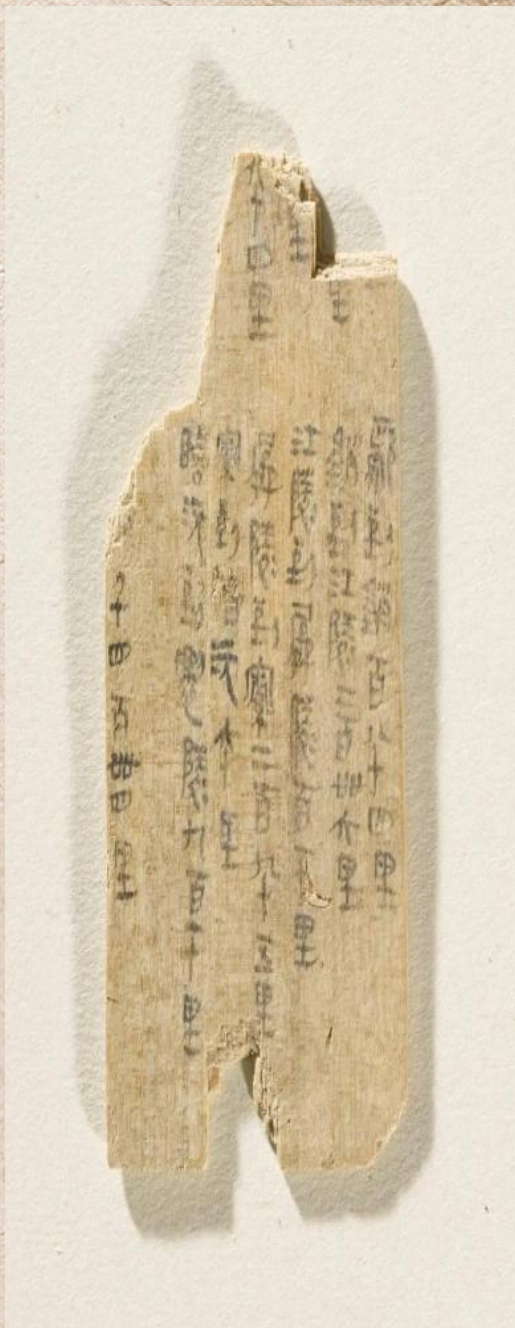 里
里
八十四里
鄢到銷百八十四里
銷到江陵二百卌六里
江陵到孱陵百一十里
孱陵到索二百九十五里
索到臨沅六十里
臨沅到遷陵九百一十里
千四百卌四里